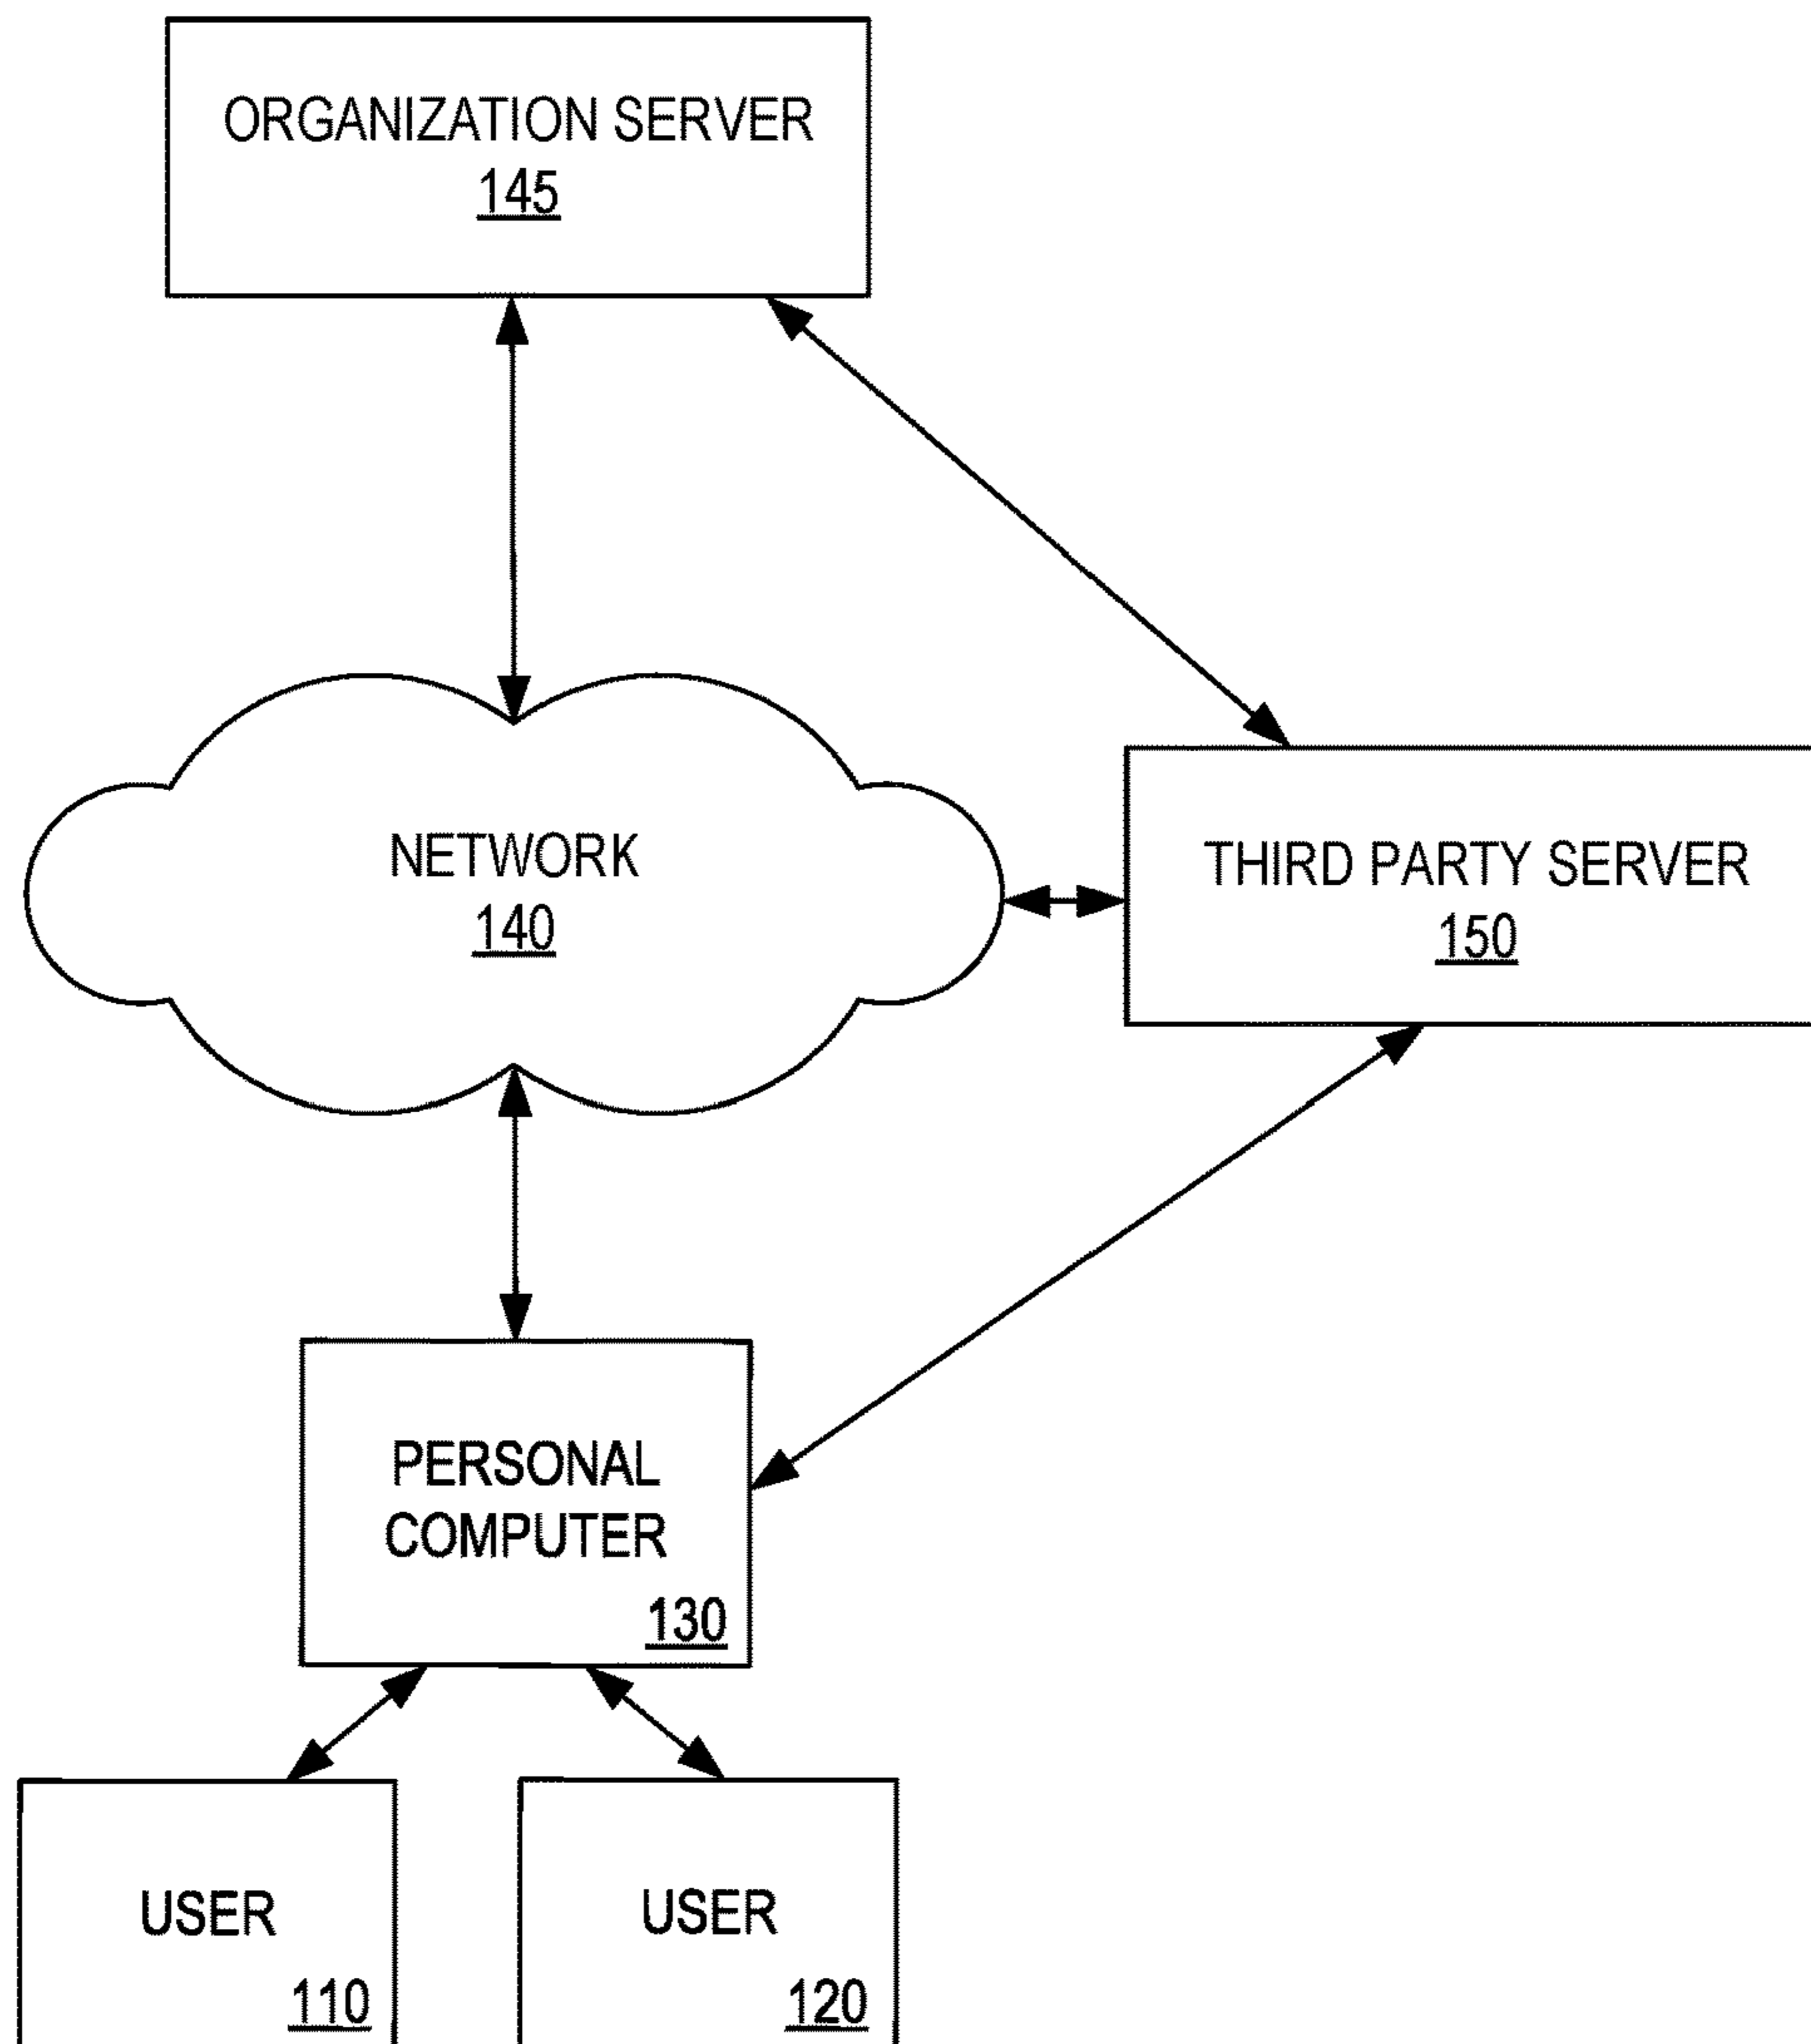 ORGANIZATION SERVER
145
NETWORK
140
THIRD PARTY SERVER
150
PERSONAL
COMPUTER
130
USER
110
USER
120